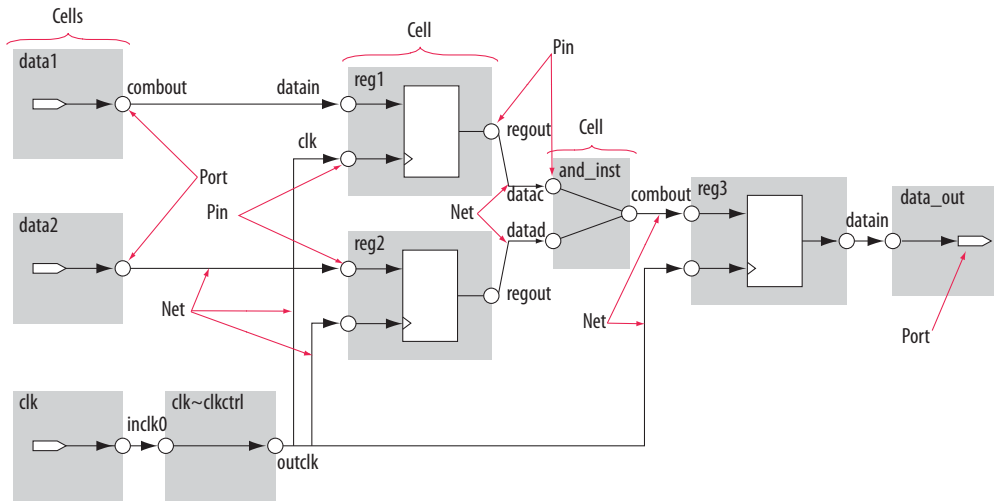 Cells
Cell
Pin
data1
combout
datain
reg1
clk
regout
Cell
and_inst
Port
Pin
Net
datac
combout
reg3
data_out
data2
reg2
datad
datain
regout
Net
Net
Port
clk
inclk0
clk~clkctrl
outclk